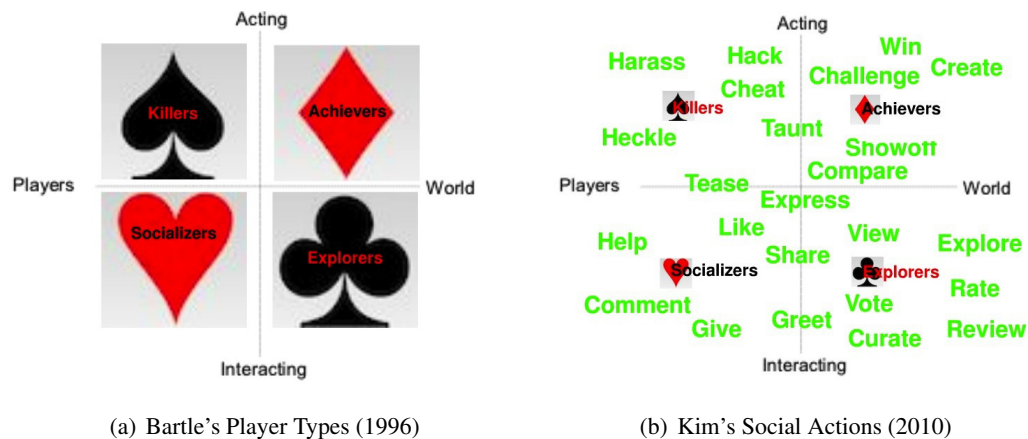 Acting
Killers
Achievers
Players
World
Socializers
Explorers
Interacting
(a) Bartle's Player Types (1996)
Acting
Win
Hack
Harass
Create
Challenge
Cheat
Killers
Achievers
Taunt
Heckle
Showoff
Compare
Players
World
Tease
Express
Like
View
Help
Explore
Share
Socializers
Explorers
Rate
Comment
Vote
Greet
Give
Review
Curate
Interacting
(b) Kim's Social Actions (2010)